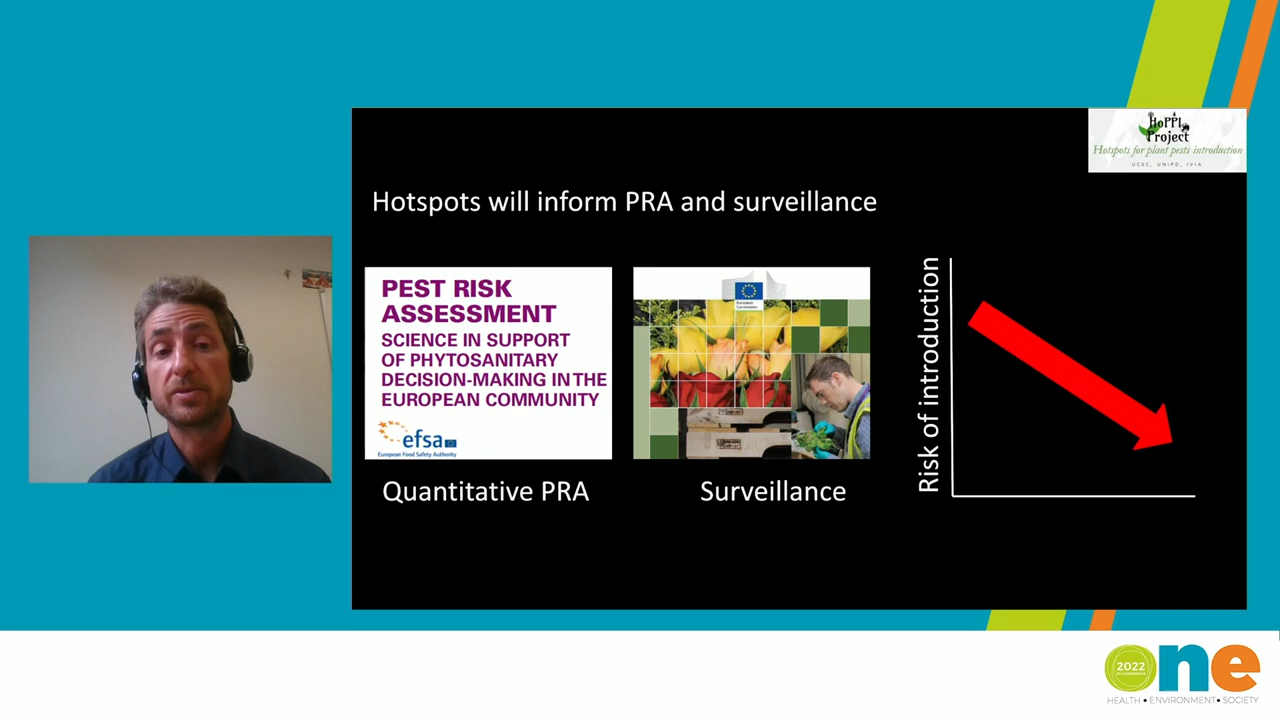 HoPPI
Project
Hotspots for plant pests introduction
UCSC, UNIPD, IVIA
Hotspots will inform PRA and surveillance
PEST RISK
ASSESSMENT
SCIENCE IN SUPPORT
OF PHYTOSANITARY
DECISION-MAKING IN THE
EUROPEAN COMMUNITY
efsa
European Food Safety Authority
European
Commission
Quantitative PRA
Surveillance
Risk of introduction
2022
one
HEALTH • ENVIRONMENT • SOCIETY